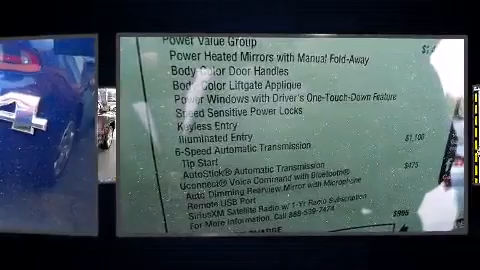 Power Value Group
Power Heated Mirrors with Manual Fold-Away
Body Color Door Handles
Body Color Liftgate Applique
Power Windows with Driver's One-Touch-Down Feature
Speed Sensitive Power Locks
Keyless Entry
Illuminated Entry
6-Speed Automatic Transmission $1,100
Tip Start
AutoStick® Automatic Transmission
Uconnect® Voice Command with Bluetooth® $475
Auto Dimming Rearview Mirror with Microphone
Remote USB Port
SiriusXM Satellite Radio w/ 1-Yr Radio Subscription
For More Information, Call 888-539-7474 $995